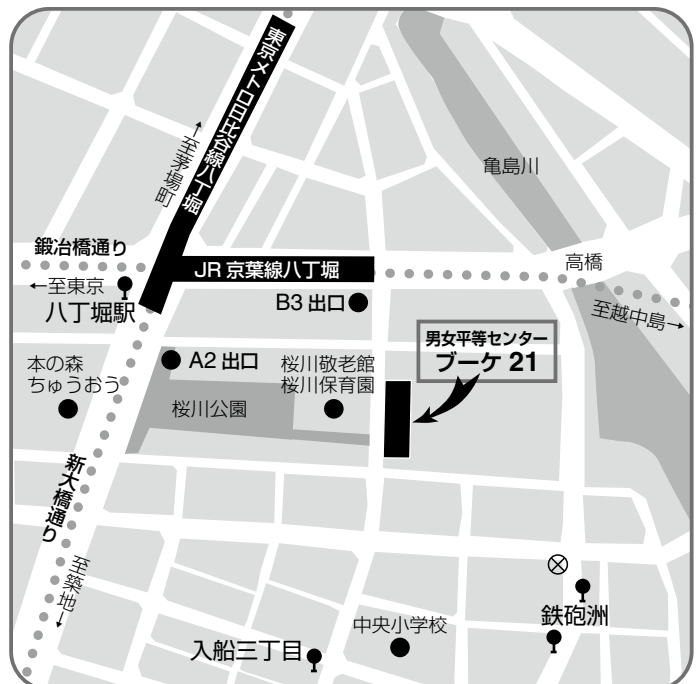 東京メトロ日比谷線八丁堀
←至茅場町
亀島川
鍛冶橋通り
JR 京葉線八丁堀
高橋
←至東京
八丁堀駅
B3 出口
至越中島→
男女平等センター
ブーケ 21
本の森
ちゅうおう
A2 出口
桜川敬老館
桜川保育園
桜川公園
新大橋通り
至築地→
鉄砲洲
中央小学校
入船三丁目